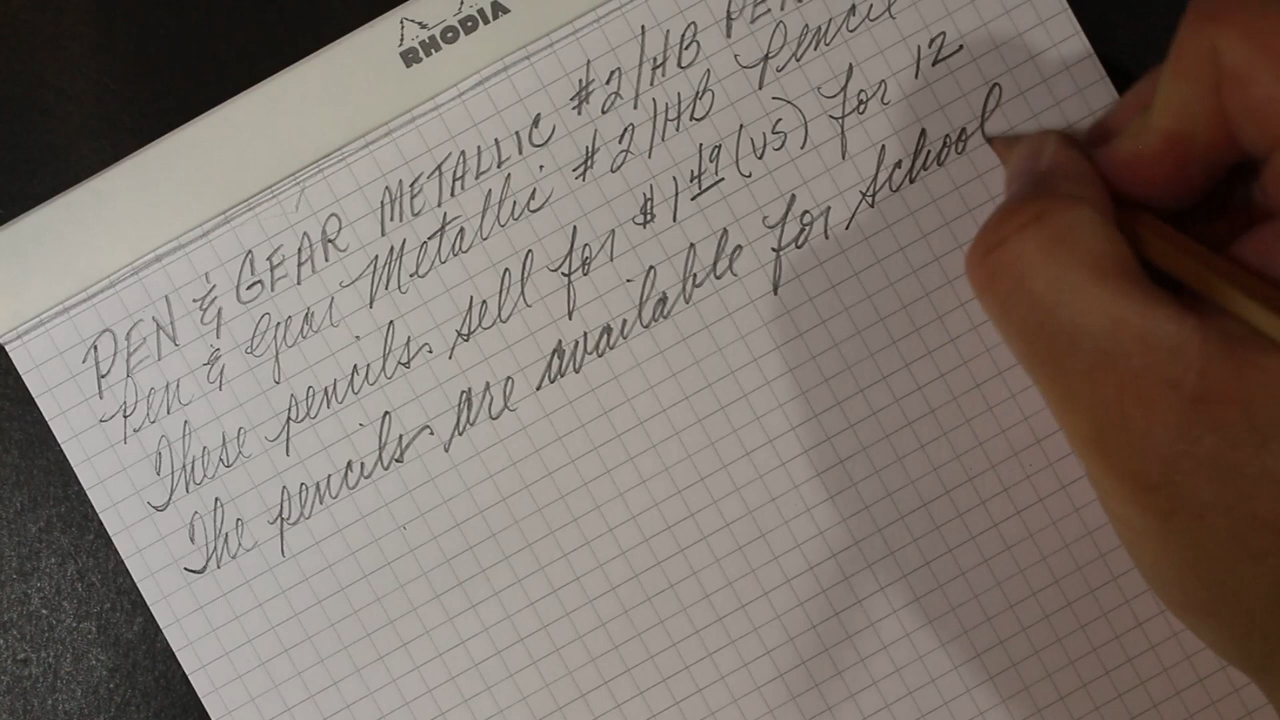 RHODIA
PEN & GEAR METALLIC #2/HB PEN
Pen & Gear Metallic #2/HB Pencil
These pencils sell for $1 49 (US) for 12
The pencils are available for school